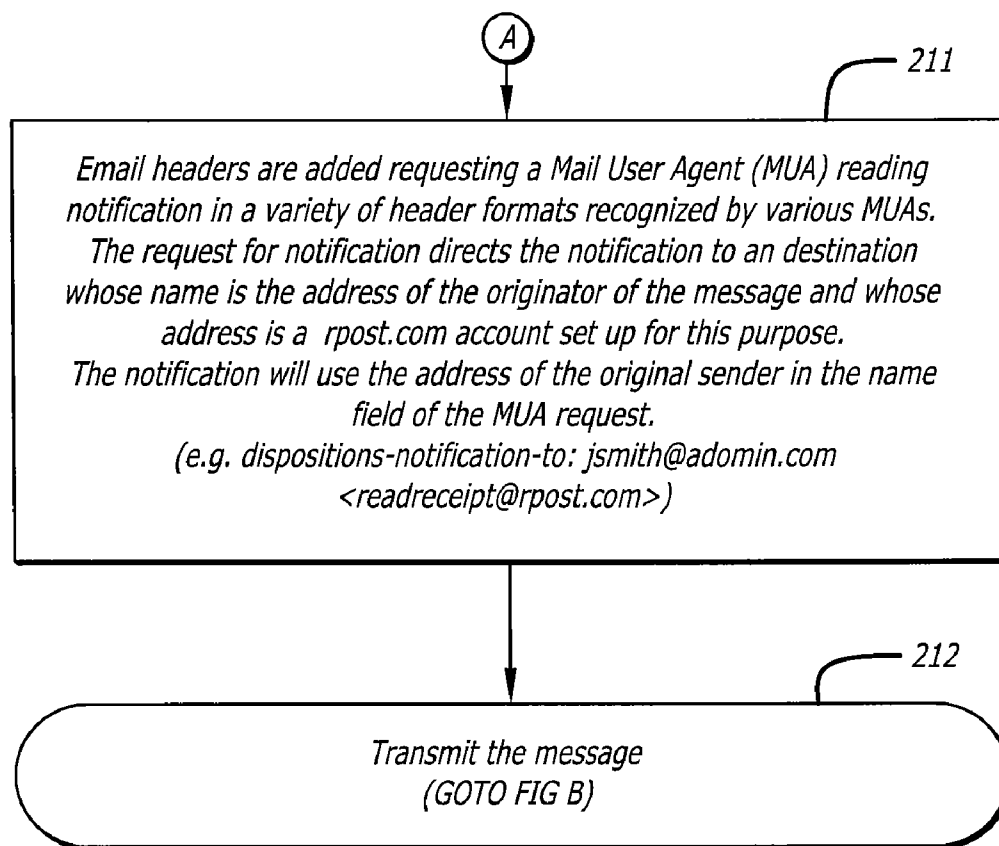 A
211
Email headers are added requesting a Mail User Agent (MUA) reading
notification in a variety of header formats recognized by various MUAs.
The request for notification directs the notification to an destination
whose name is the address of the originator of the message and whose
address is a rpost.com account set up for this purpose.
The notification will use the address of the original sender in the name
field of the MUA request.
(e.g. dispositions-notification-to: jsmith@adomin.com
<readreceipt@rpost.com>)
212
Transmit the message
(GOTO FIG B)